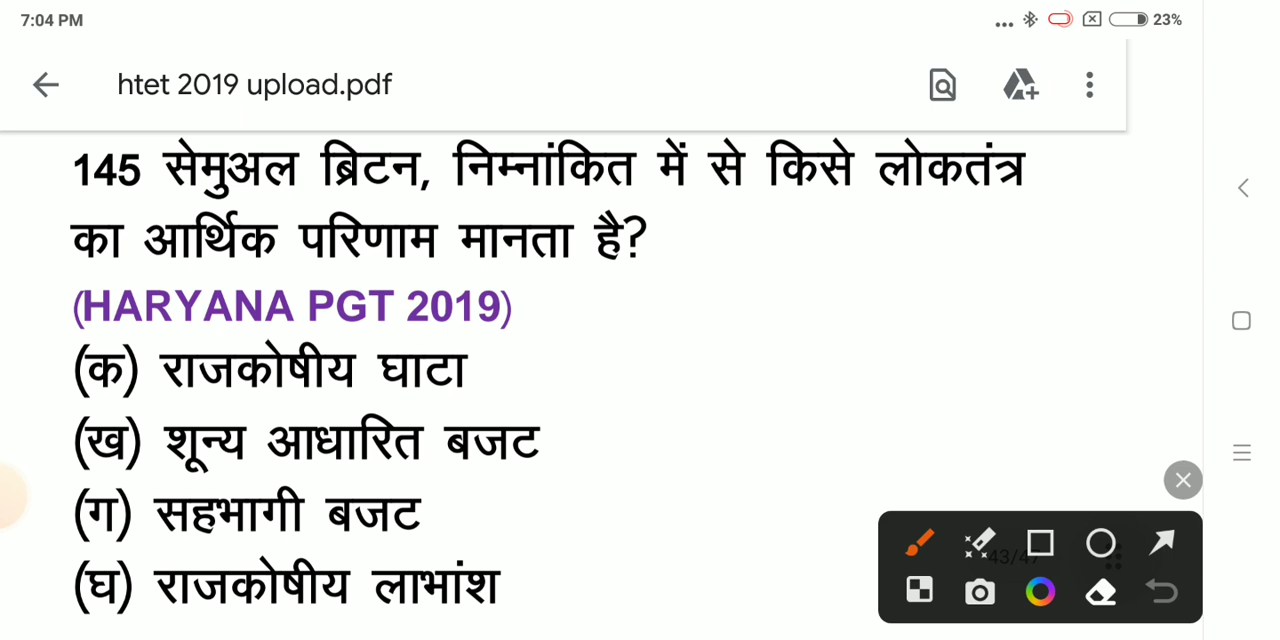 7:04 PM
23%
htet 2019 upload.pdf
145 सेमुअल ब्रिटन, निम्नांकित में से किसे लोकतंत्र
का आर्थिक परिणाम मानता है?
(HARYANA PGT 2019)
(क) राजकोषीय घाटा
(ख) शून्य आधारित बजट
(ग) सहभागी बजट
(घ) राजकोषीय लाभांश